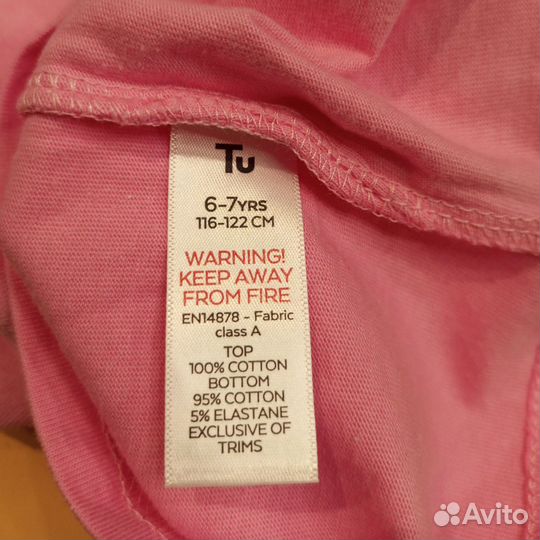 Tu
6-7YRS
116-122 CM
WARNING!
KEEP AWAY
FROM FIRE
EN14878 - Fabric
class A
TOP
100% COTTON
BOTTOM
95% COTTON
5% ELASTANE
EXCLUSIVE OF
TRIMS
Avito